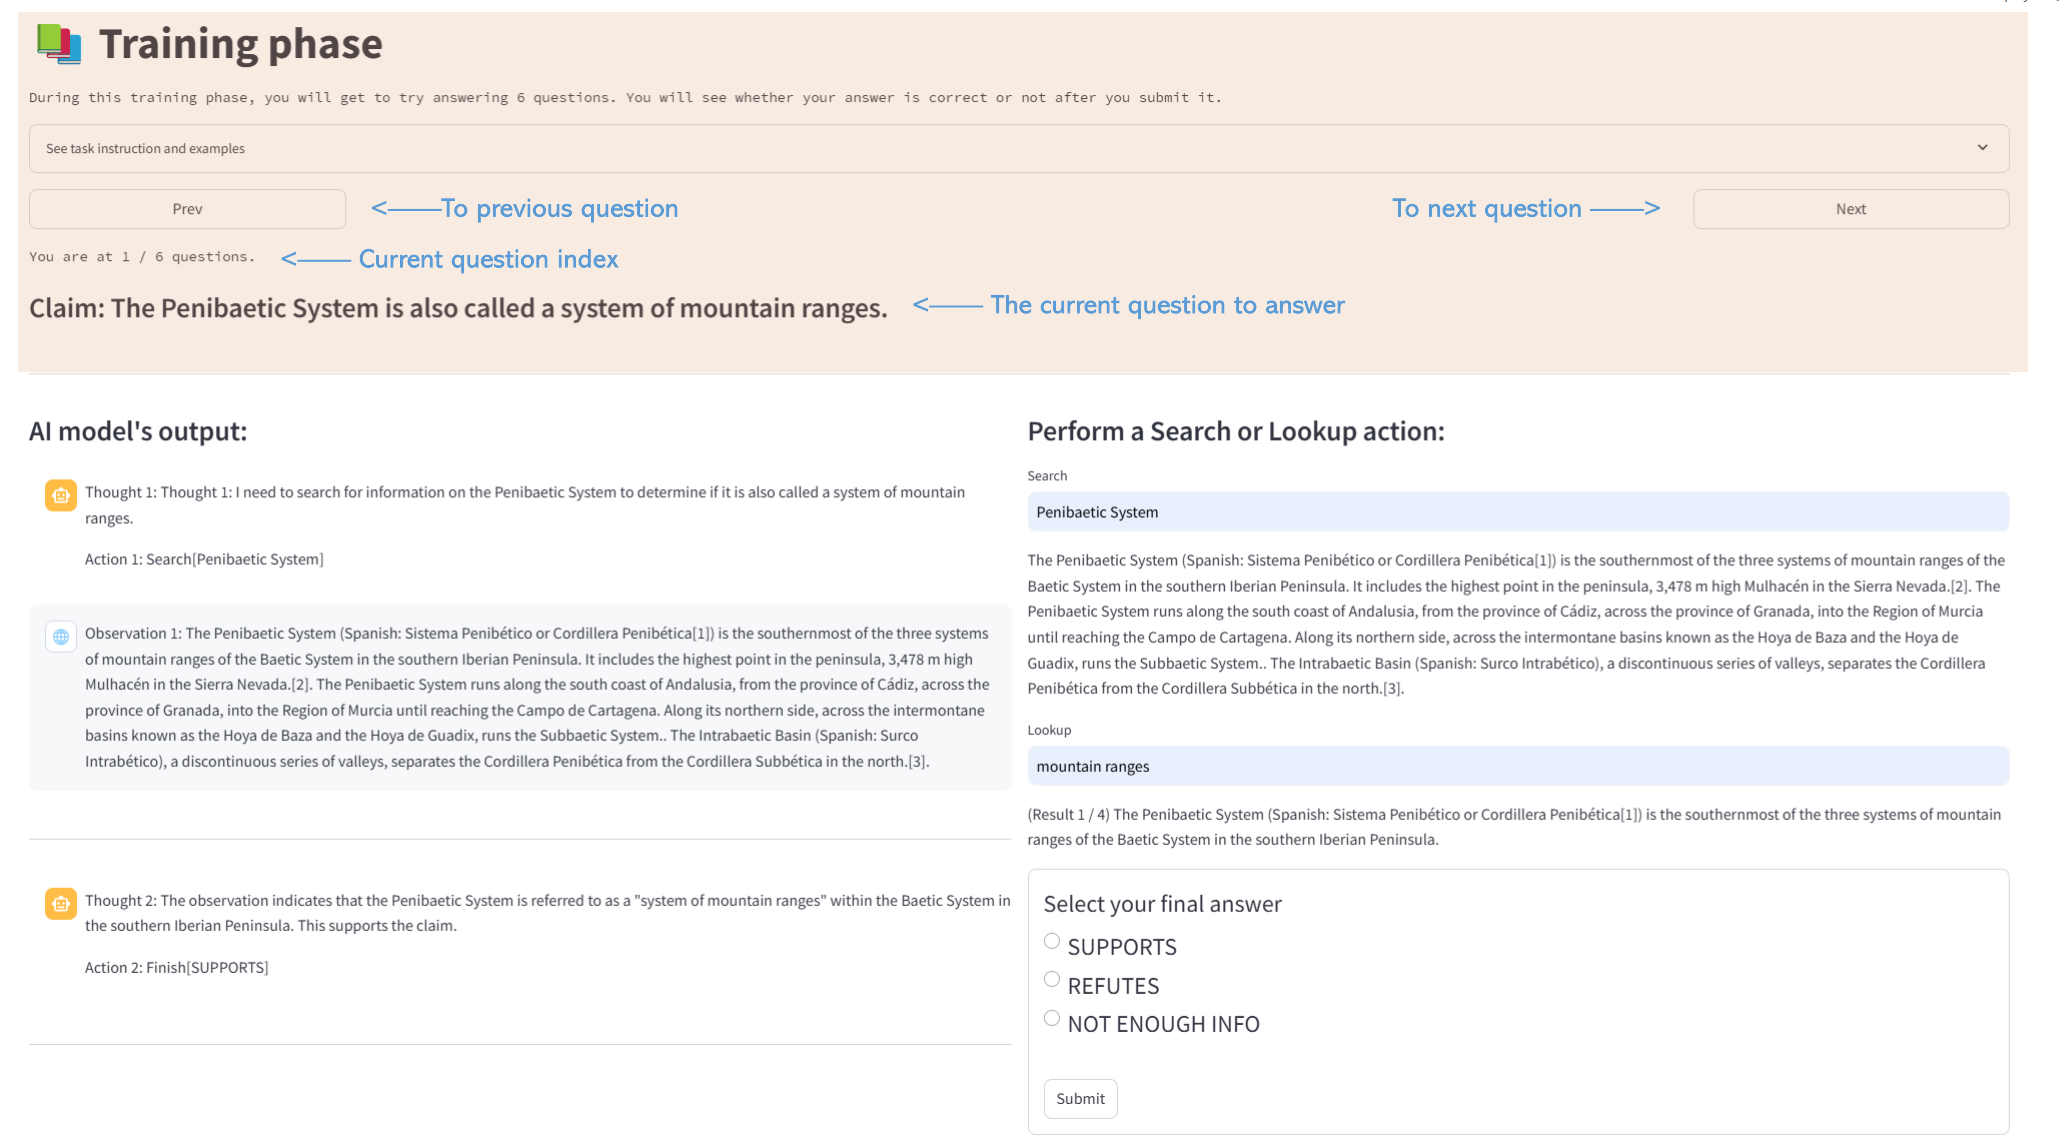 Training phase
During this training phase, you will get to try answering 6 questions. You will see whether your answer is correct or not after you submit it.
See task instruction and examples
Prev
<——To previous question
To next question ——>
Next
You are at 1 / 6 questions.
<—— Current question index
Claim: The Penibaetic System is also called a system of mountain ranges.
<—— The current question to answer
AI model's output:
Thought 1: Thought 1: I need to search for information on the Penibaetic System to determine if it is also called a system of mountain
ranges.
Action 1: Search[Penibaetic System]
Observation 1: The Penibaetic System (Spanish: Sistema Penibético or Cordillera Penibética[1]) is the southernmost of the three systems
of mountain ranges of the Baetic System in the southern Iberian Peninsula. It includes the highest point in the peninsula, 3,478 m high
Mulhacén in the Sierra Nevada.[2]. The Penibaetic System runs along the south coast of Andalusia, from the province of Cádiz, across the
province of Granada, into the Region of Murcia until reaching the Campo de Cartagena. Along its northern side, across the intermontane
basins known as the Hoya de Baza and the Hoya de Guadix, runs the Subbaetic System.. The Intrabaetic Basin (Spanish: Surco
Intrabético), a discontinuous series of valleys, separates the Cordillera Penibética from the Cordillera Subbética in the north.[3].
Thought 2: The observation indicates that the Penibaetic System is referred to as a "system of mountain ranges" within the Baetic System in
the southern Iberian Peninsula. This supports the claim.
Action 2: Finish[SUPPORTS]
Perform a Search or Lookup action:
Search
Penibaetic System
The Penibaetic System (Spanish: Sistema Penibético or Cordillera Penibética[1]) is the southernmost of the three systems of mountain ranges of the
Baetic System in the southern Iberian Peninsula. It includes the highest point in the peninsula, 3,478 m high Mulhacén in the Sierra Nevada.[2]. The
Penibaetic System runs along the south coast of Andalusia, from the province of Cádiz, across the province of Granada, into the Region of Murcia
until reaching the Campo de Cartagena. Along its northern side, across the intermontane basins known as the Hoya de Baza and the Hoya de
Guadix, runs the Subbaetic System.. The Intrabaetic Basin (Spanish: Surco Intrabético), a discontinuous series of valleys, separates the Cordillera
Penibética from the Cordillera Subbética in the north.[3].
Lookup
mountain ranges
(Result 1 / 4) The Penibaetic System (Spanish: Sistema Penibético or Cordillera Penibética[1]) is the southernmost of the three systems of mountain
ranges of the Baetic System in the southern Iberian Peninsula.
Select your final answer
SUPPORTS
REFUTES
NOT ENOUGH INFO
Submit